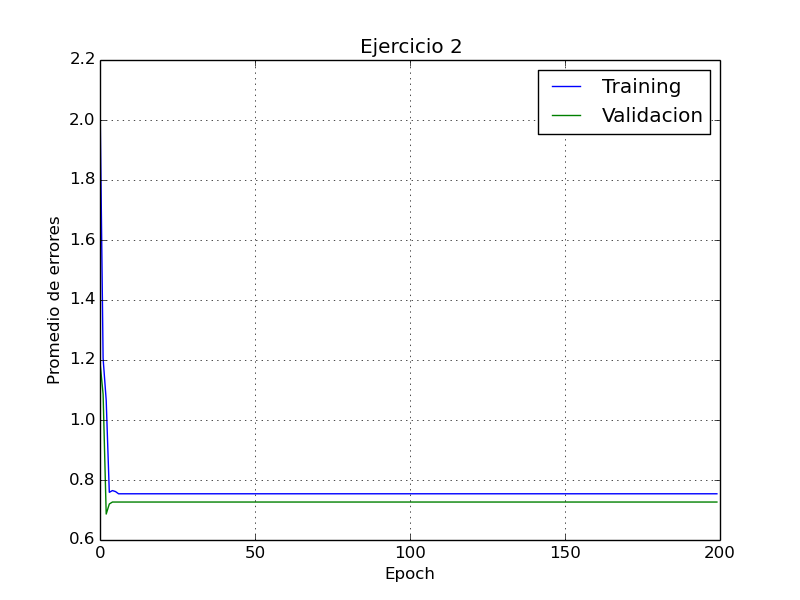 Ejercicio 2
2.2
2.0
1.8
1.6
1.4
1.2
1.0
0.8
0.6
Promedio de errores
Training
Validacion
0 50 100 150 200
Epoch